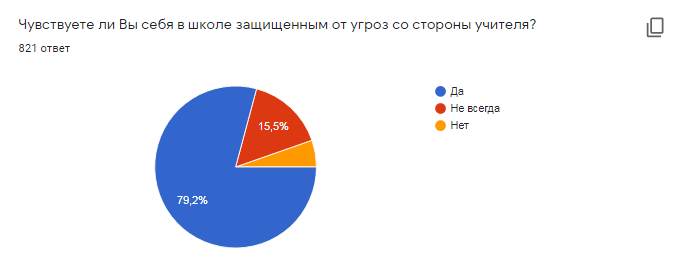 Чувствуете ли Вы себя в школе защищенным от угроз со стороны учителя?
821 ответ
Да
Не всегда
Нет
15,5%
79,2%